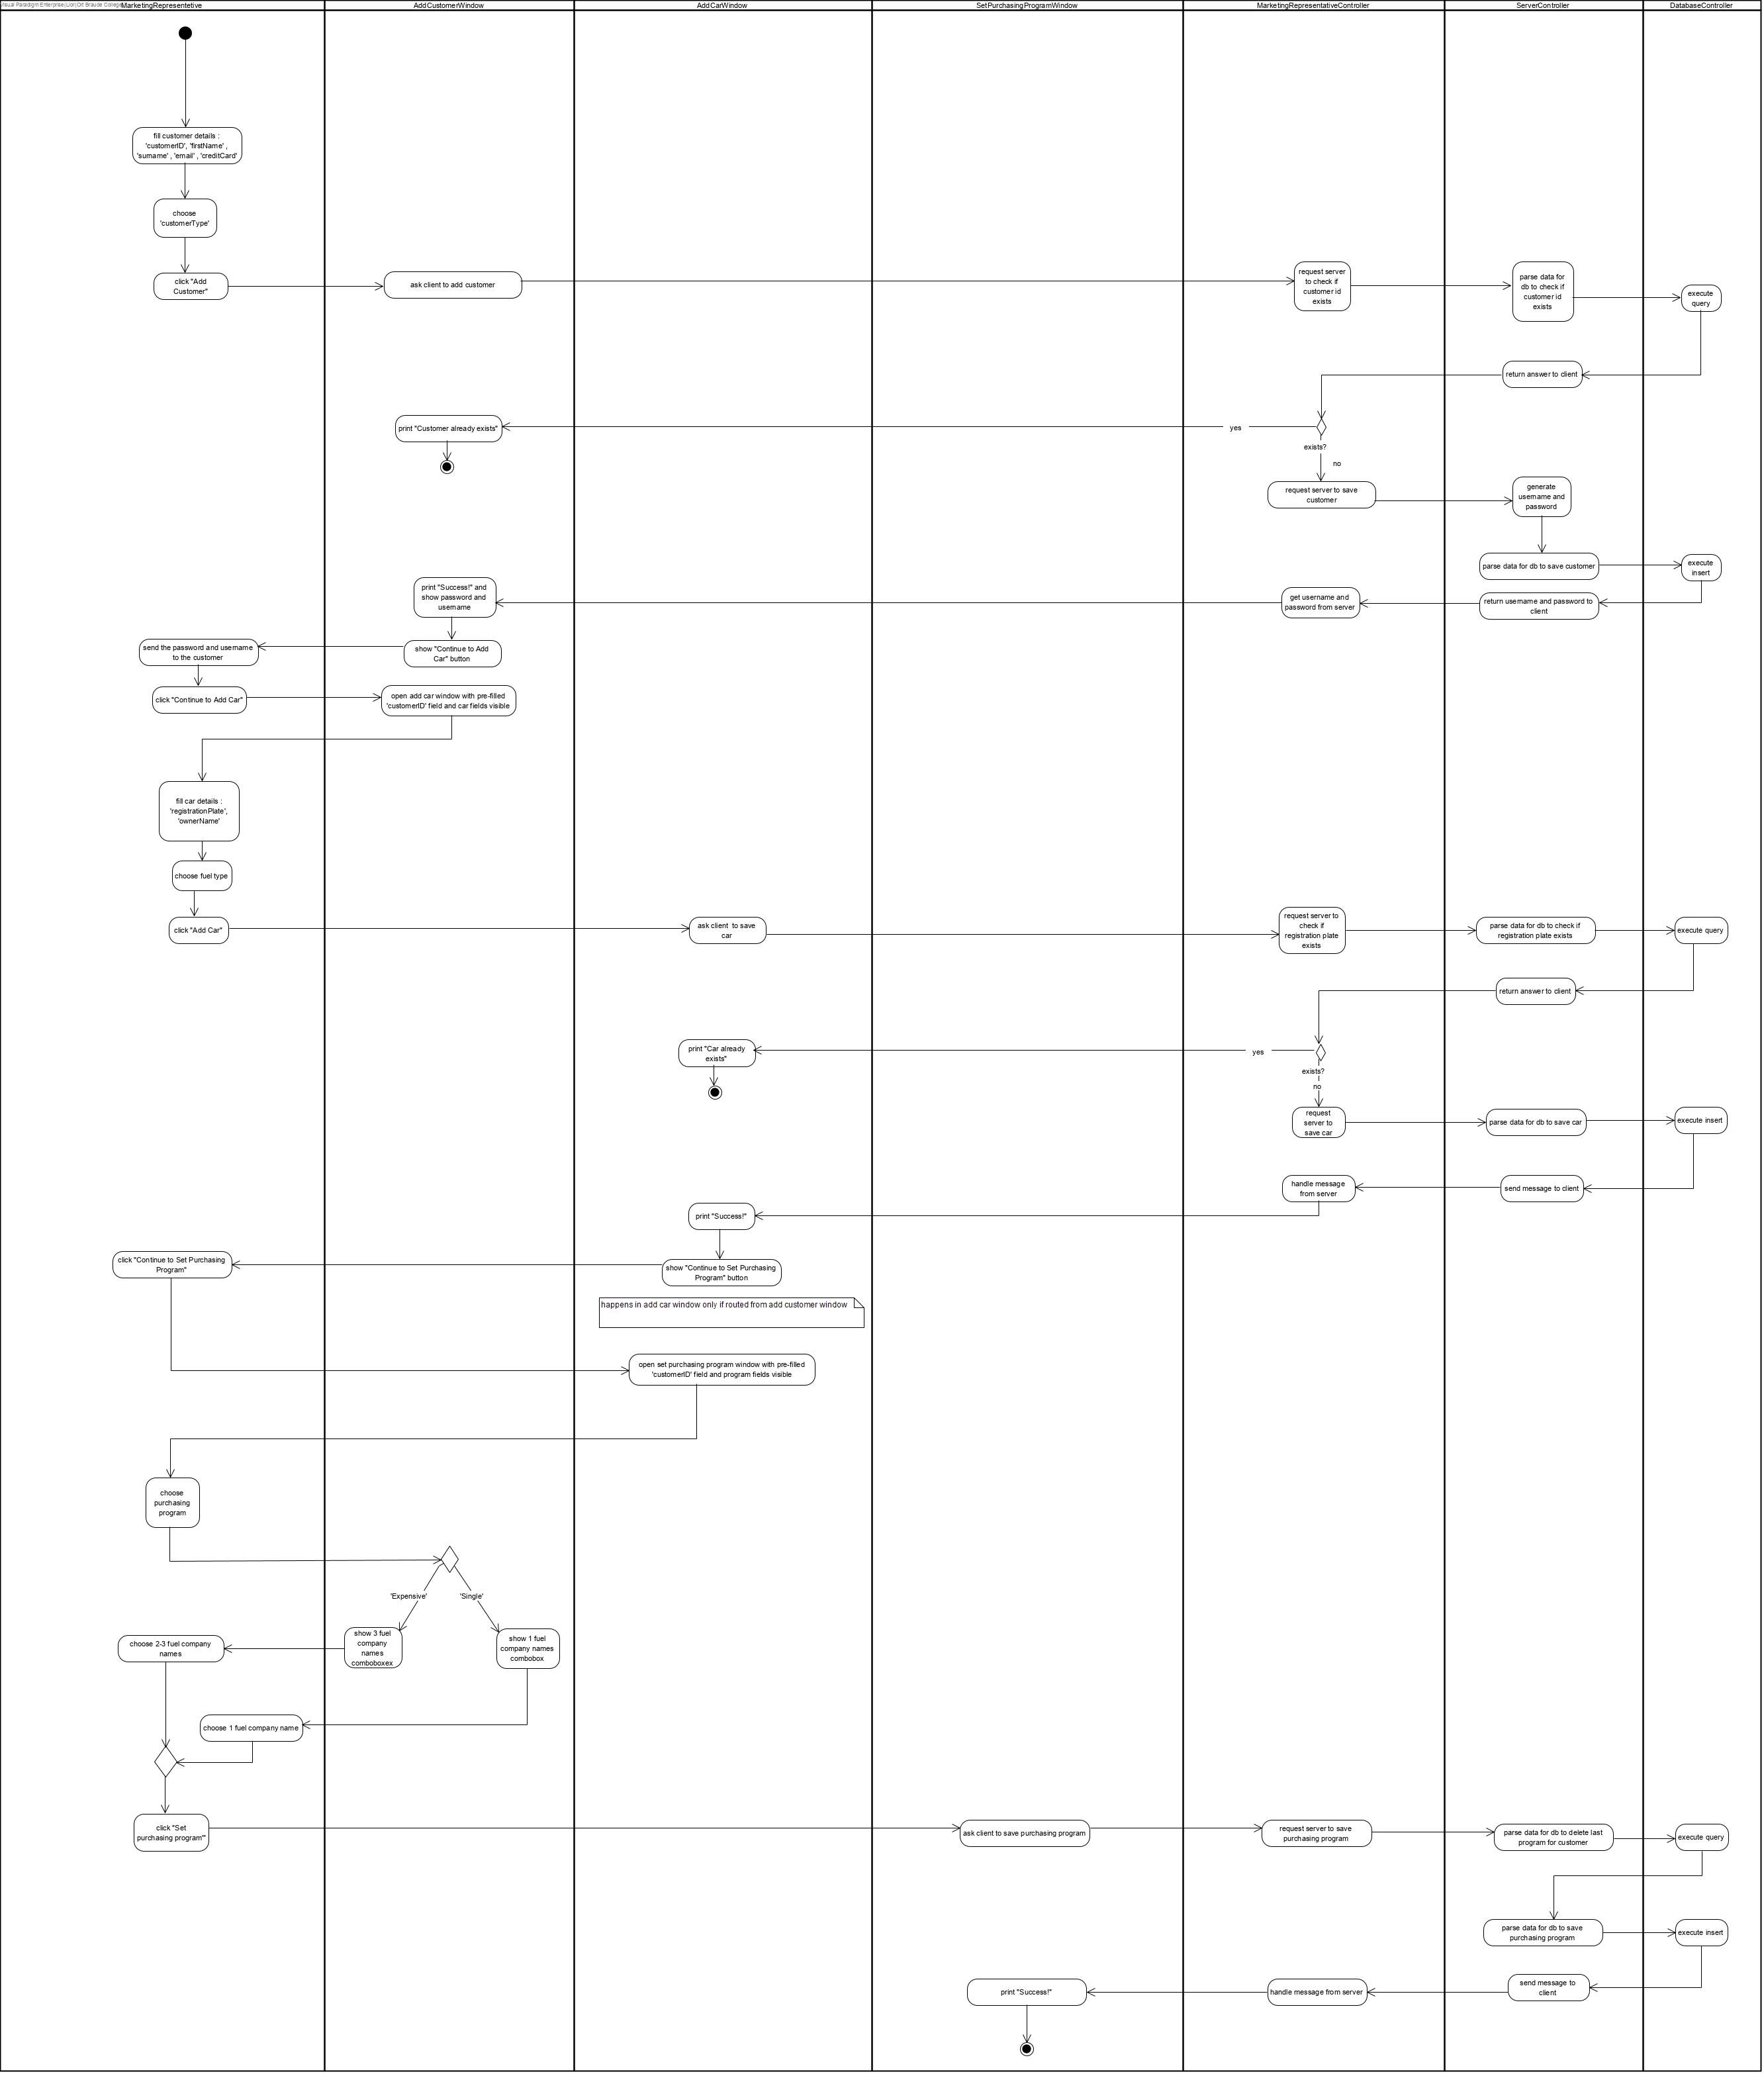 Visual Paradigm Enterprise(Lior(Ort Braude College))
MarketingRepresentetive
AddCustomerWindow
AddCarWindow
SetPurchasingProgramWindow
MarketingRepresentativeController
ServerController
DatabaseController
fill customer details :
'customerID', 'firstName' ,
'surname' , 'email' , 'creditCard'
choose
'customerType'
click "Add
Customer"
ask client to add customer
request server
to check if
customer id
exists
parse data for
db to check if
customer id
exists
execute
query
return answer to client
print "Customer already exists"
yes
exists?
no
request server to save
customer
generate
username and
password
parse data for db to save customer
execute
insert
print "Success!" and
show password and
username
get username and
password from server
return username and password to
client
send the password and username
to the customer
show "Continue to Add
Car" button
click "Continue to Add Car"
open add car window with pre-filled
'customerID' field and car fields visible
fill car details :
'registrationPlate',
'ownerName'
choose fuel type
click "Add Car"
ask client  to save
car
request server to
check if
registration plate
exists
parse data for db to check if
registration plate exists
execute query
return answer to client
print "Car already
exists"
yes
exists?
no
request
server to
save car
parse data for db to save car
execute insert
handle message
from server
send message to client
print "Success!"
click "Continue to Set Purchasing
Program"
show "Continue to Set Purchasing
Program" button
happens in add car window only if routed from add customer window
open set purchasing program window with pre-filled
'customerID' field and program fields visible
choose
purchasing
program
'Expensive'
'Single'
choose 2-3 fuel company
names
show 3 fuel
company
names
comboboxex
show 1 fuel
company names
combobox
choose 1 fuel company name
click "Set
purchasing program'"
ask client to save purchasing program
request server to save
purchasing program
parse data for db to delete last
program for customer
execute query
parse data for db to save
purchasing program
execute insert
print "Success!"
handle message from server
send message to
client